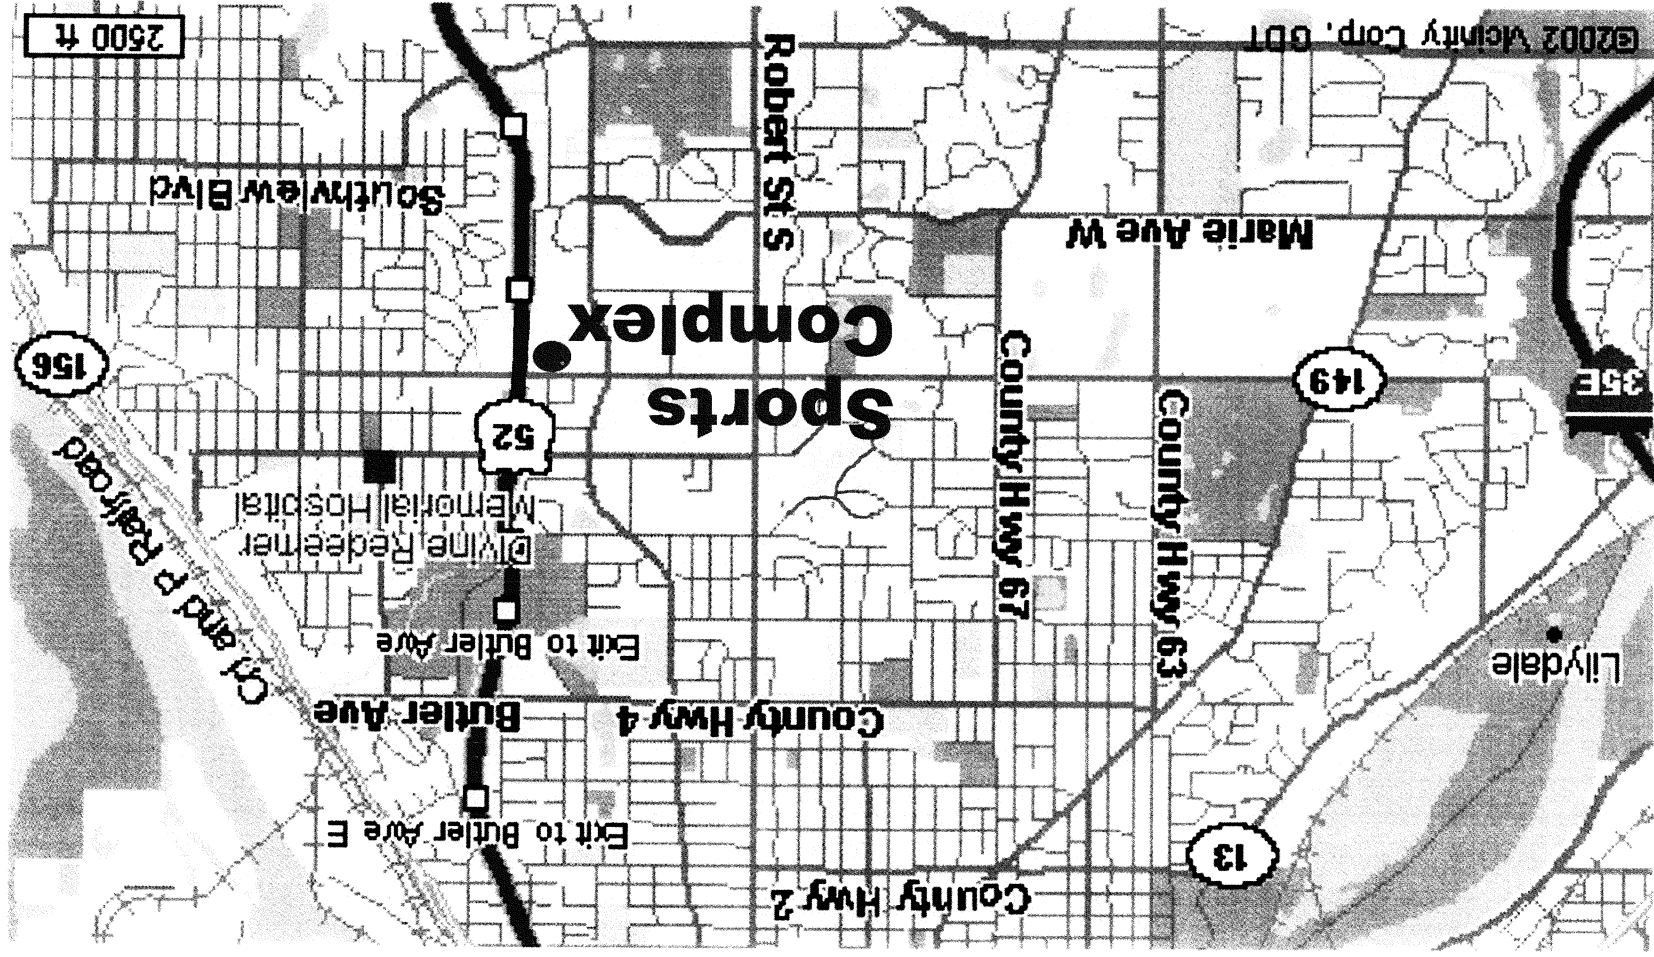 County Hwy 2
13
Exit to Butler Ave E
County Hwy 4
Butler Ave
Lilydale
Exit to Butler Ave
Cri and P Railroad
County Hwy 63
County Hwy 67
Divine Redeemer
Memorial Hospital
52
35E
149
Sports
Complex
156
Marie Ave W
Robert St S
Southview Blvd
©2002 Vicinity Corp, GDT
2500 ft